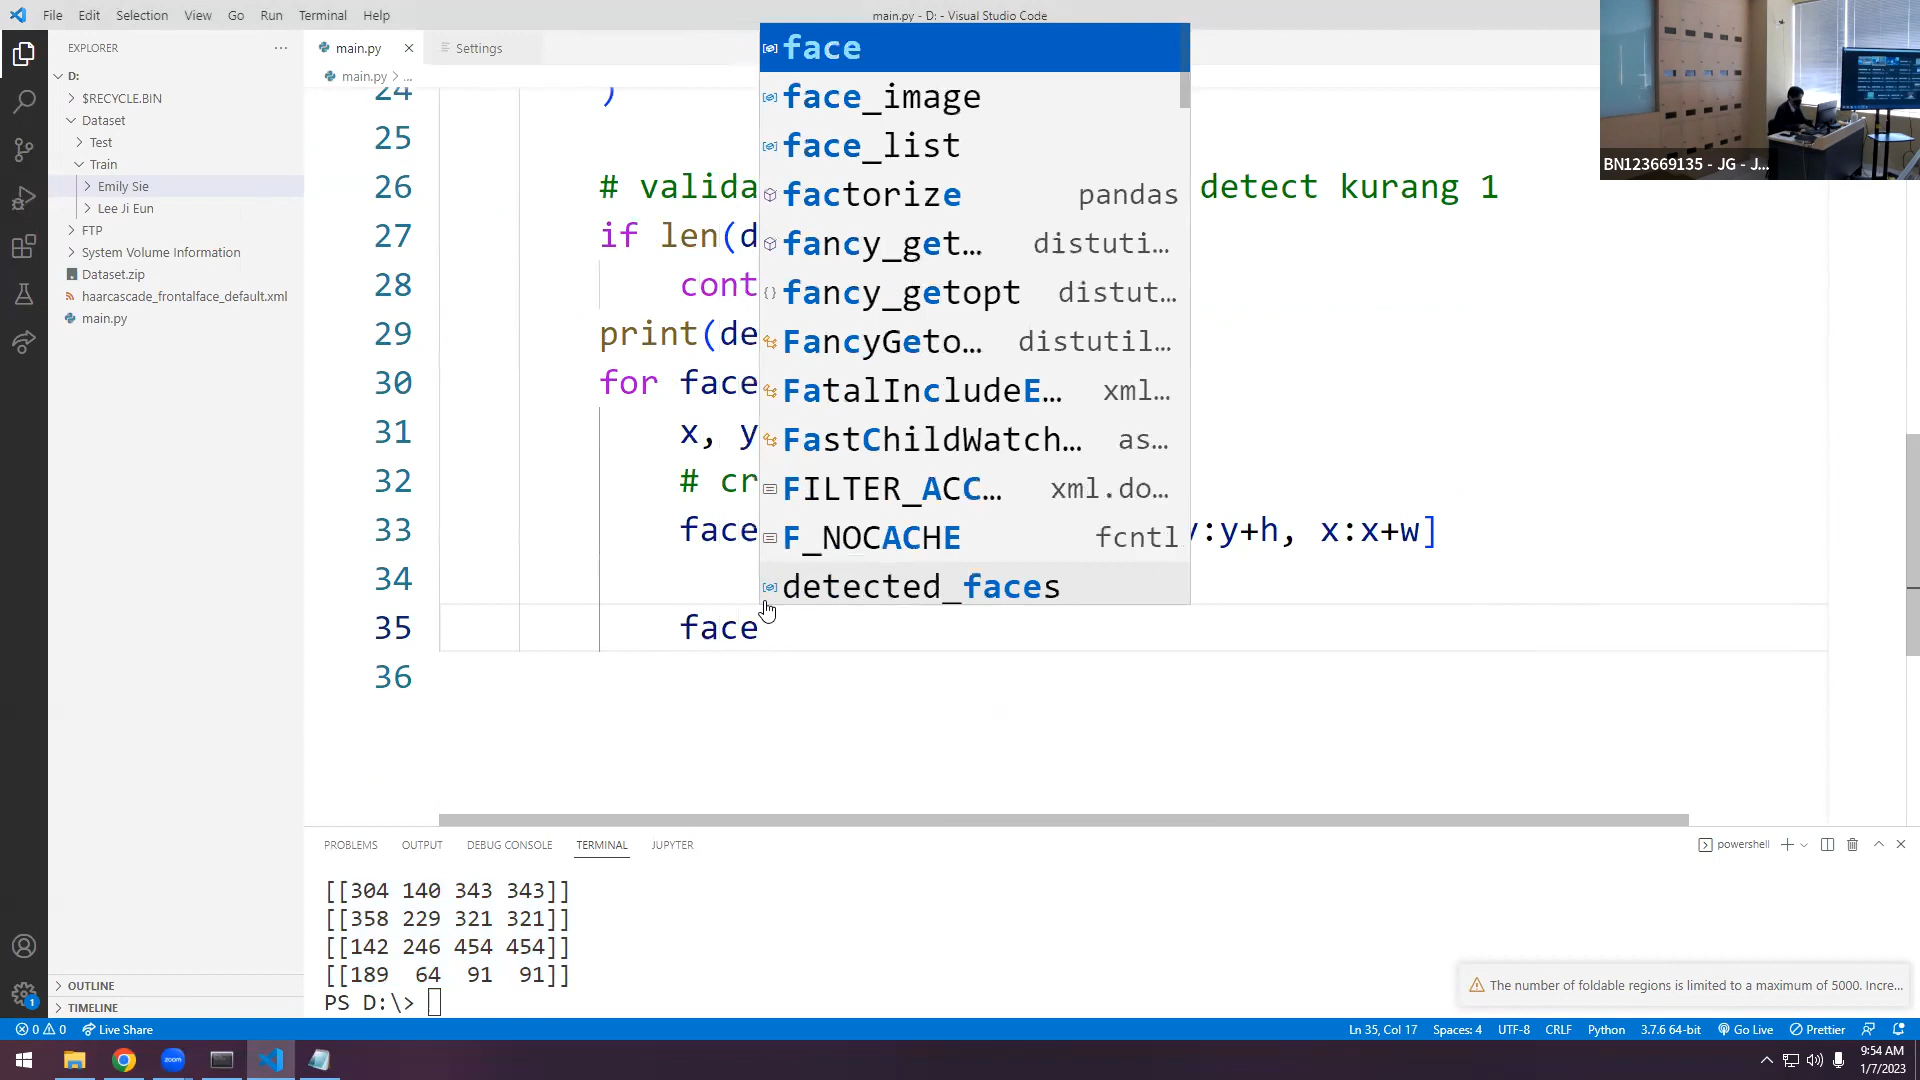 File Edit Selection View Go Run Terminal Help
main.py - D: - Visual Studio Code
EXPLORER
D:
$RECYCLE.BIN
Dataset
Test
Train
Emily Sie
Lee Ji Eun
FTP
System Volume Information
Dataset.zip
haarcascade_frontalface_default.xml
main.py
OUTLINE
TIMELINE
main.py
Settings
main.py > ...
24 )
25
26 # valida detect kurang 1
27 if len(d
28 cont
29 print(de
30 for face
31 x, y
32 # cr
33 face y:y+h, x:x+w]
34
35 face
36
face
face_image
face_list
factorize pandas
fancy_get… distuti…
fancy_getopt distut…
FancyGeto… distutil…
FatalIncludeE… xml…
FastChildWatch… as…
FILTER_ACC… xml.do…
F_NOCACHE fcntl
detected_faces
BN123669135 - JG - J...
PROBLEMS OUTPUT DEBUG CONSOLE TERMINAL JUPYTER
powershell
[[304 140 343 343]]
[[358 229 321 321]]
[[142 246 454 454]]
[[189 64 91 91]]
PS D:\>
The number of foldable regions is limited to a maximum of 5000. Incre...
1
0 0 Live Share
Ln 35, Col 17 Spaces: 4 UTF-8 CRLF Python 3.7.6 64-bit Go Live Prettier
zoom
9:54 AM
1/7/2023